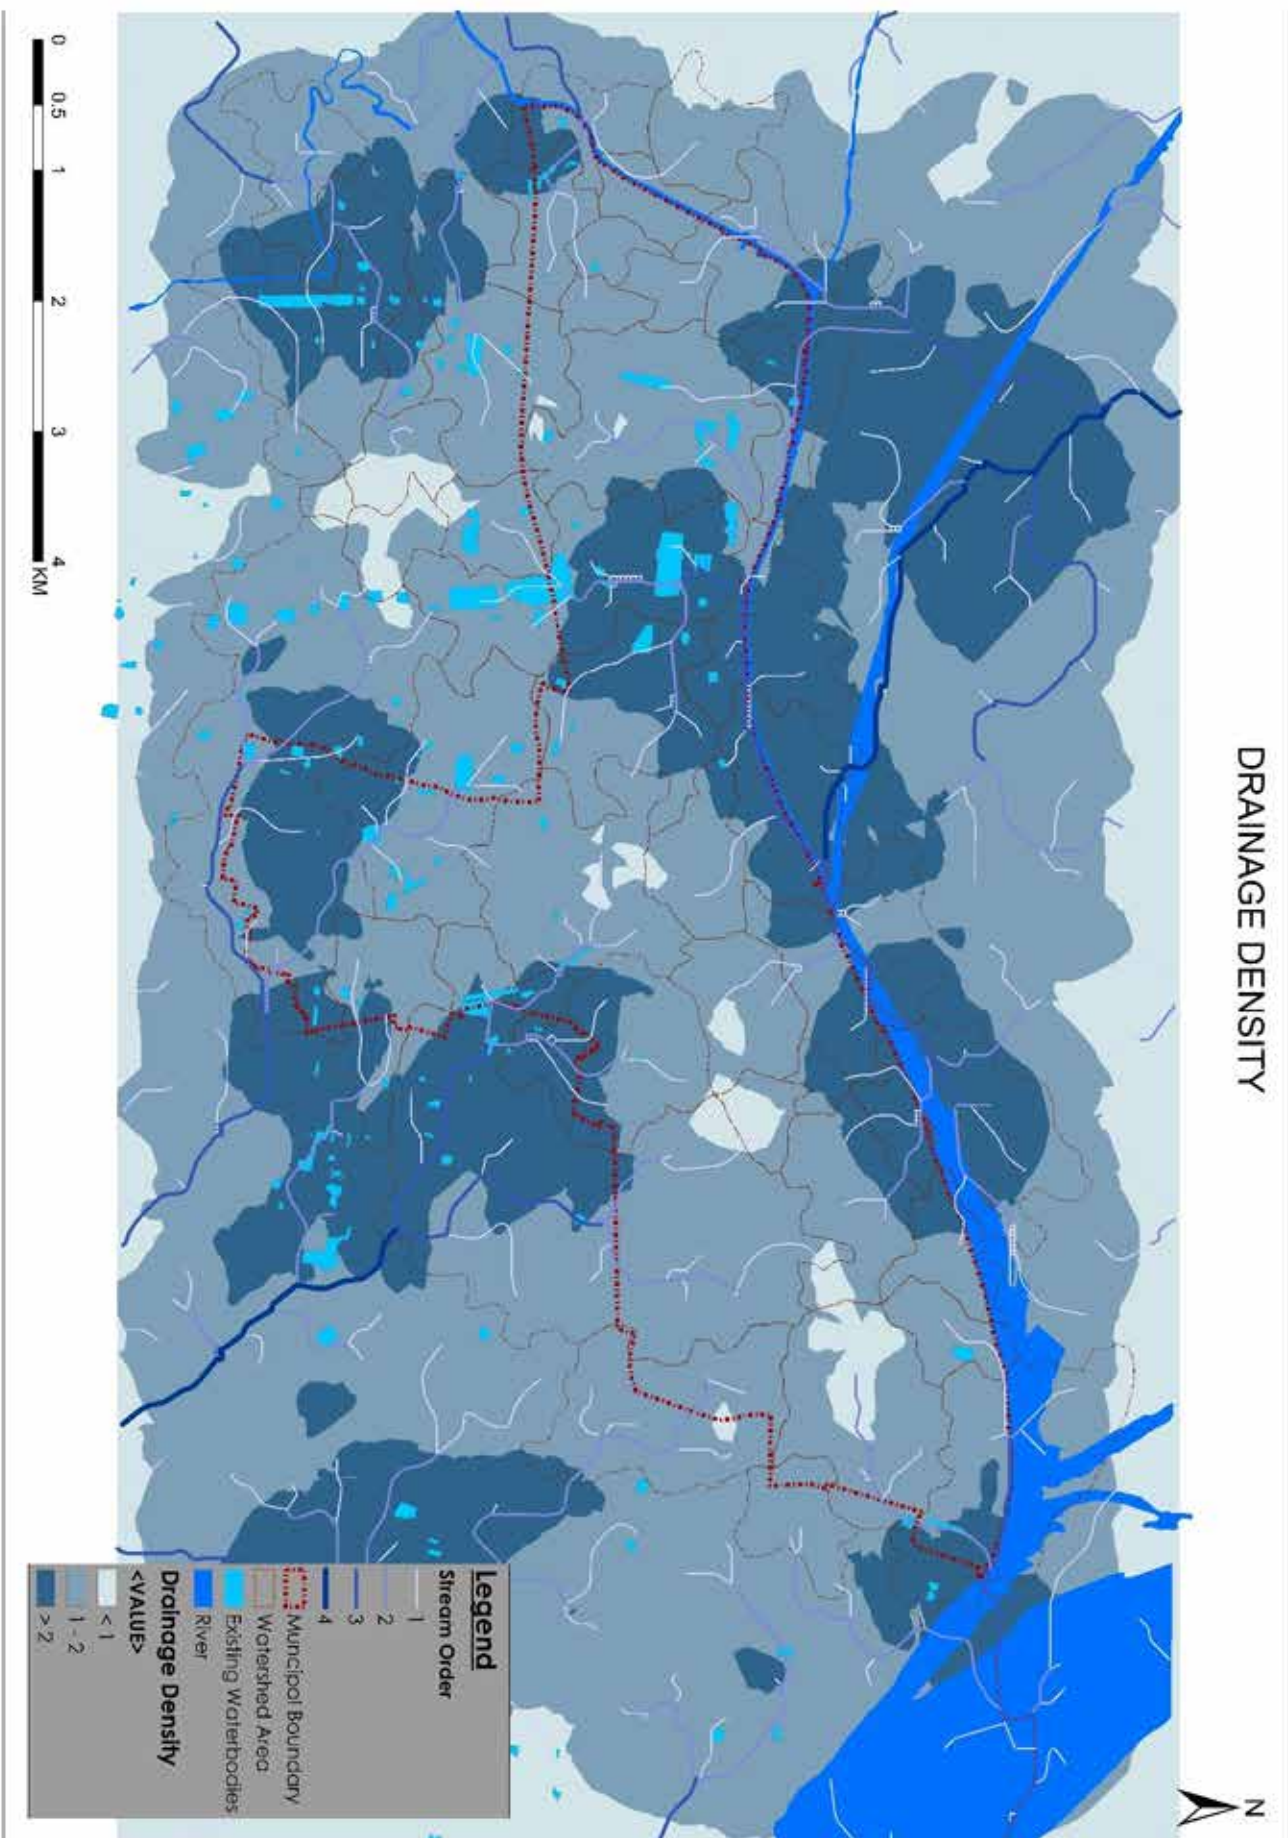 DRAINAGE DENSITY
N
0 0.5 1 2 3 4 KM
Legend
Stream Order
1
2
3
4
Muncipal Boundary
Watershed Area
Existing Waterbodies
River
Drainage Density
<VALUE>
< 1
1 - 2
> 2